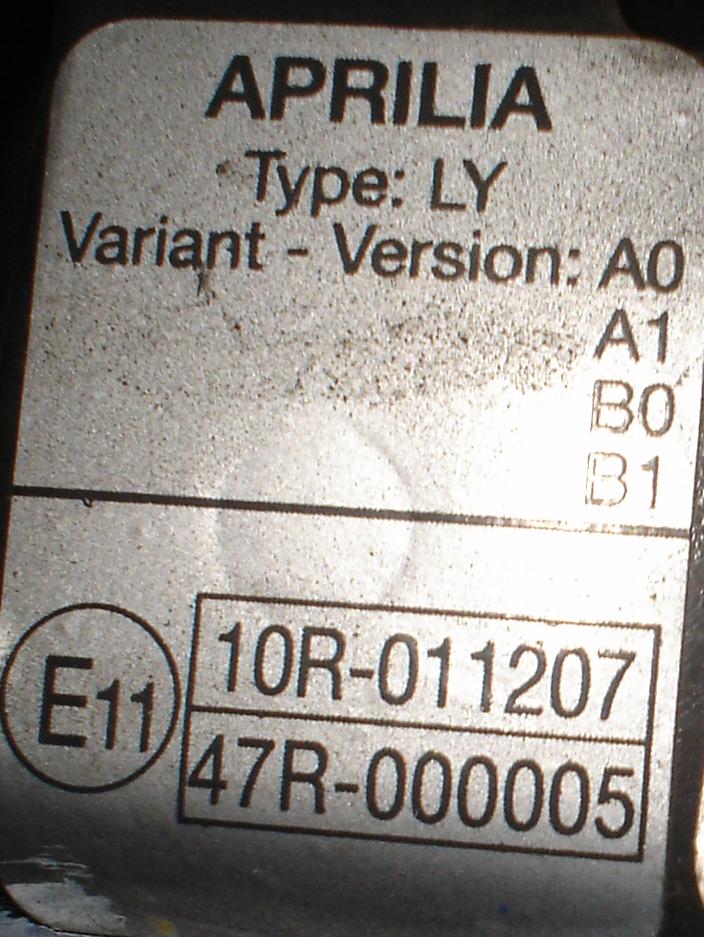 APRILIA
Type: LY
Variant - Version: A0
A1
B0
B1
E11
10R-011207
47R-000005